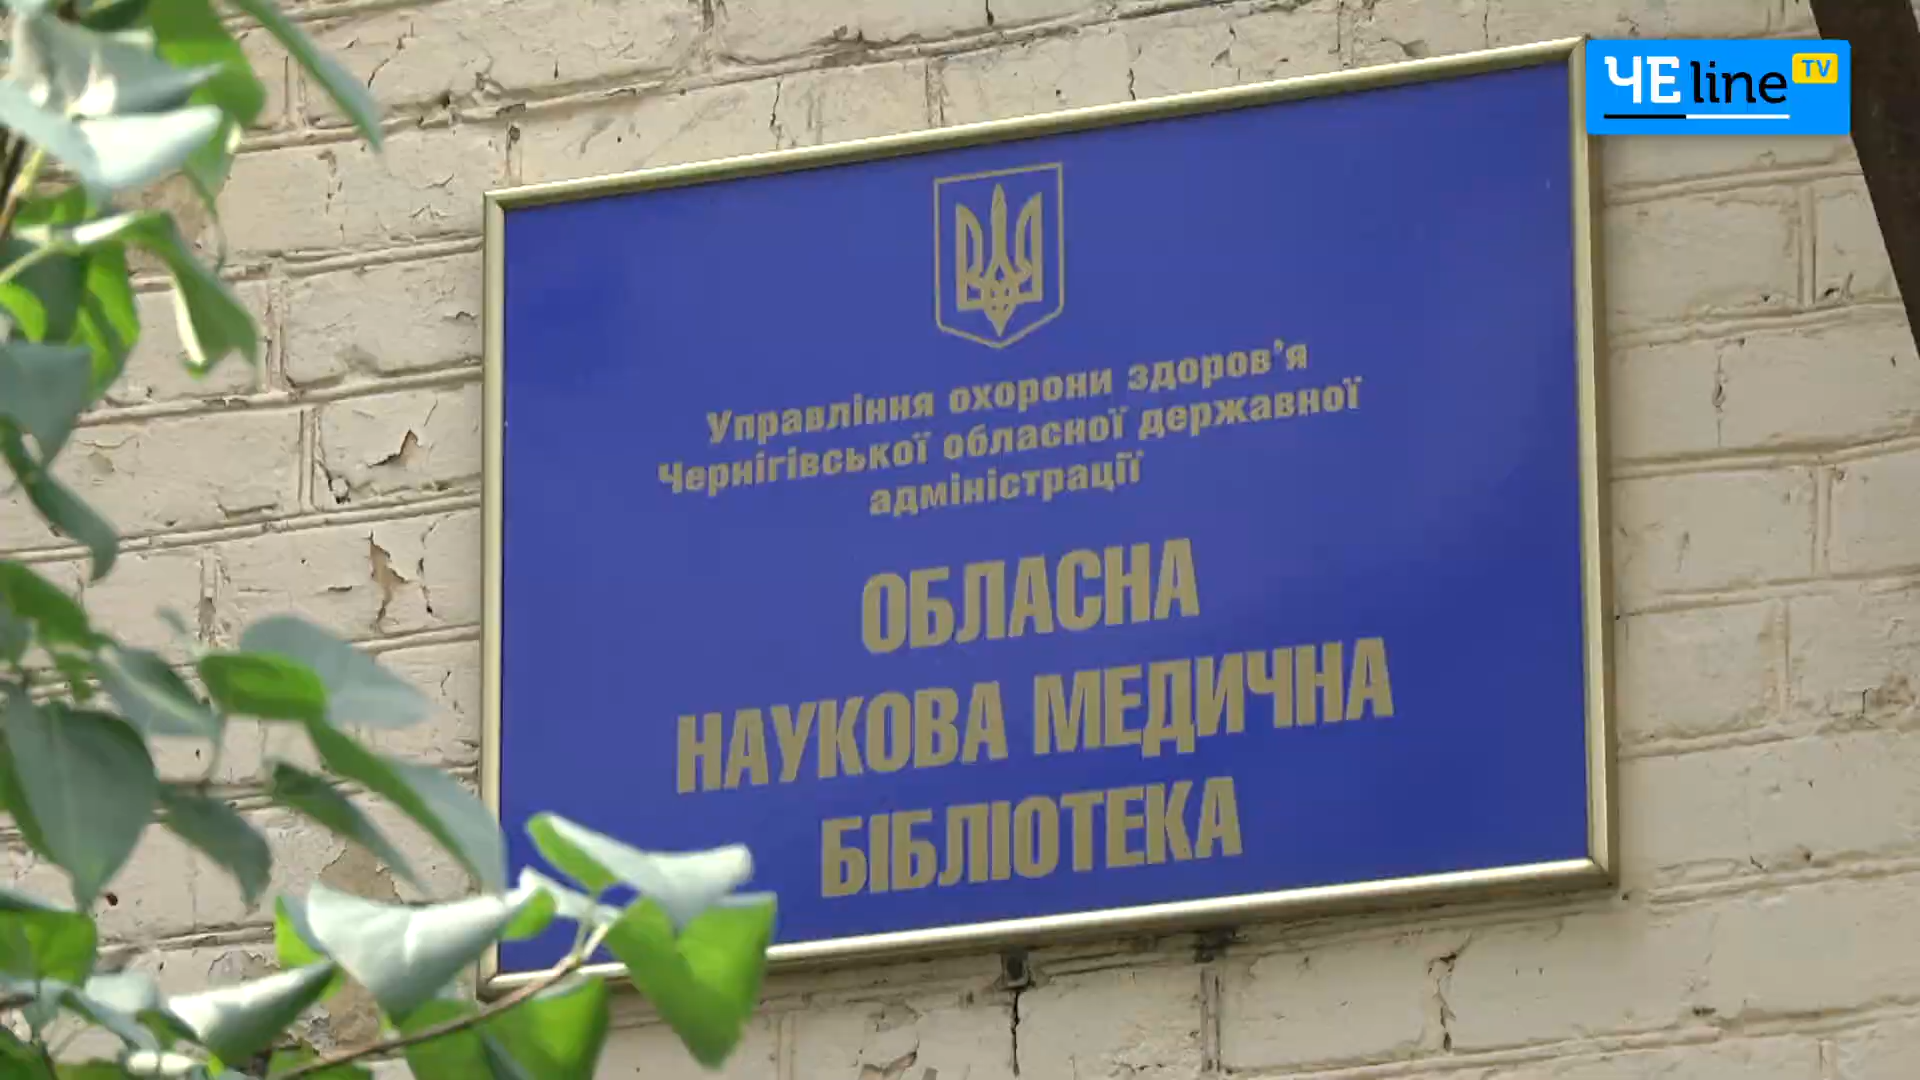 ЧЕline TV
Управління охорони здоров'я
Чернігівської обласної державної
адміністрації
ОБЛАСНА
НАУКОВА МЕДИЧНА
БІБЛІОТЕКА